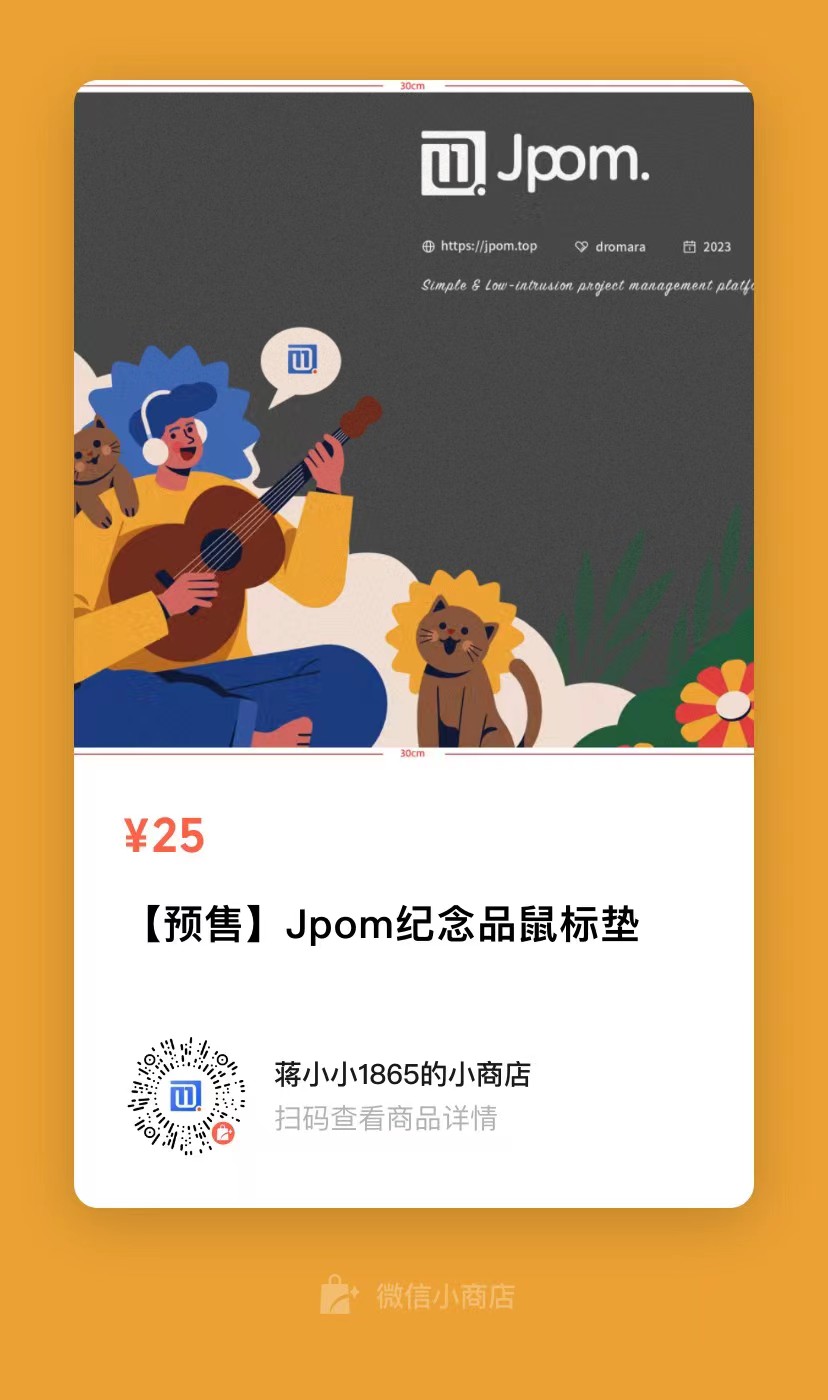 30cm
Jpom.
https://jpom.top dromara 2023
Simple & Low-intrusion project management
30cm
¥25
【预售】Jpom纪念品鼠标垫
蒋小小1865的小商店
扫码查看商品详情
微信小商店